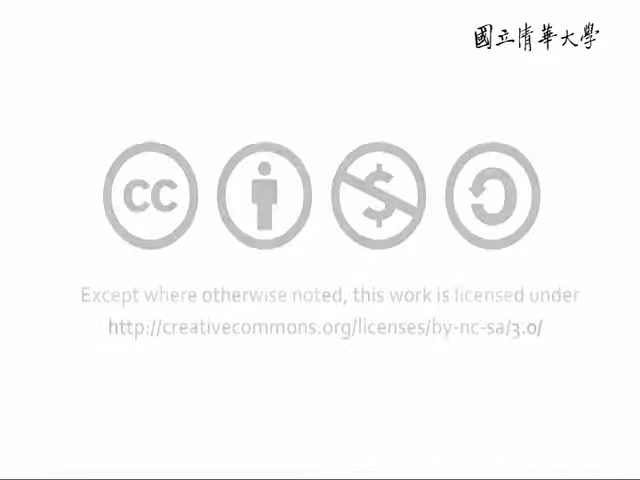 國立清華大學
cc
$
Except where otherwise noted, this work is licensed under
http://creativecommons.org/licenses/by-nc-sa/3.0/